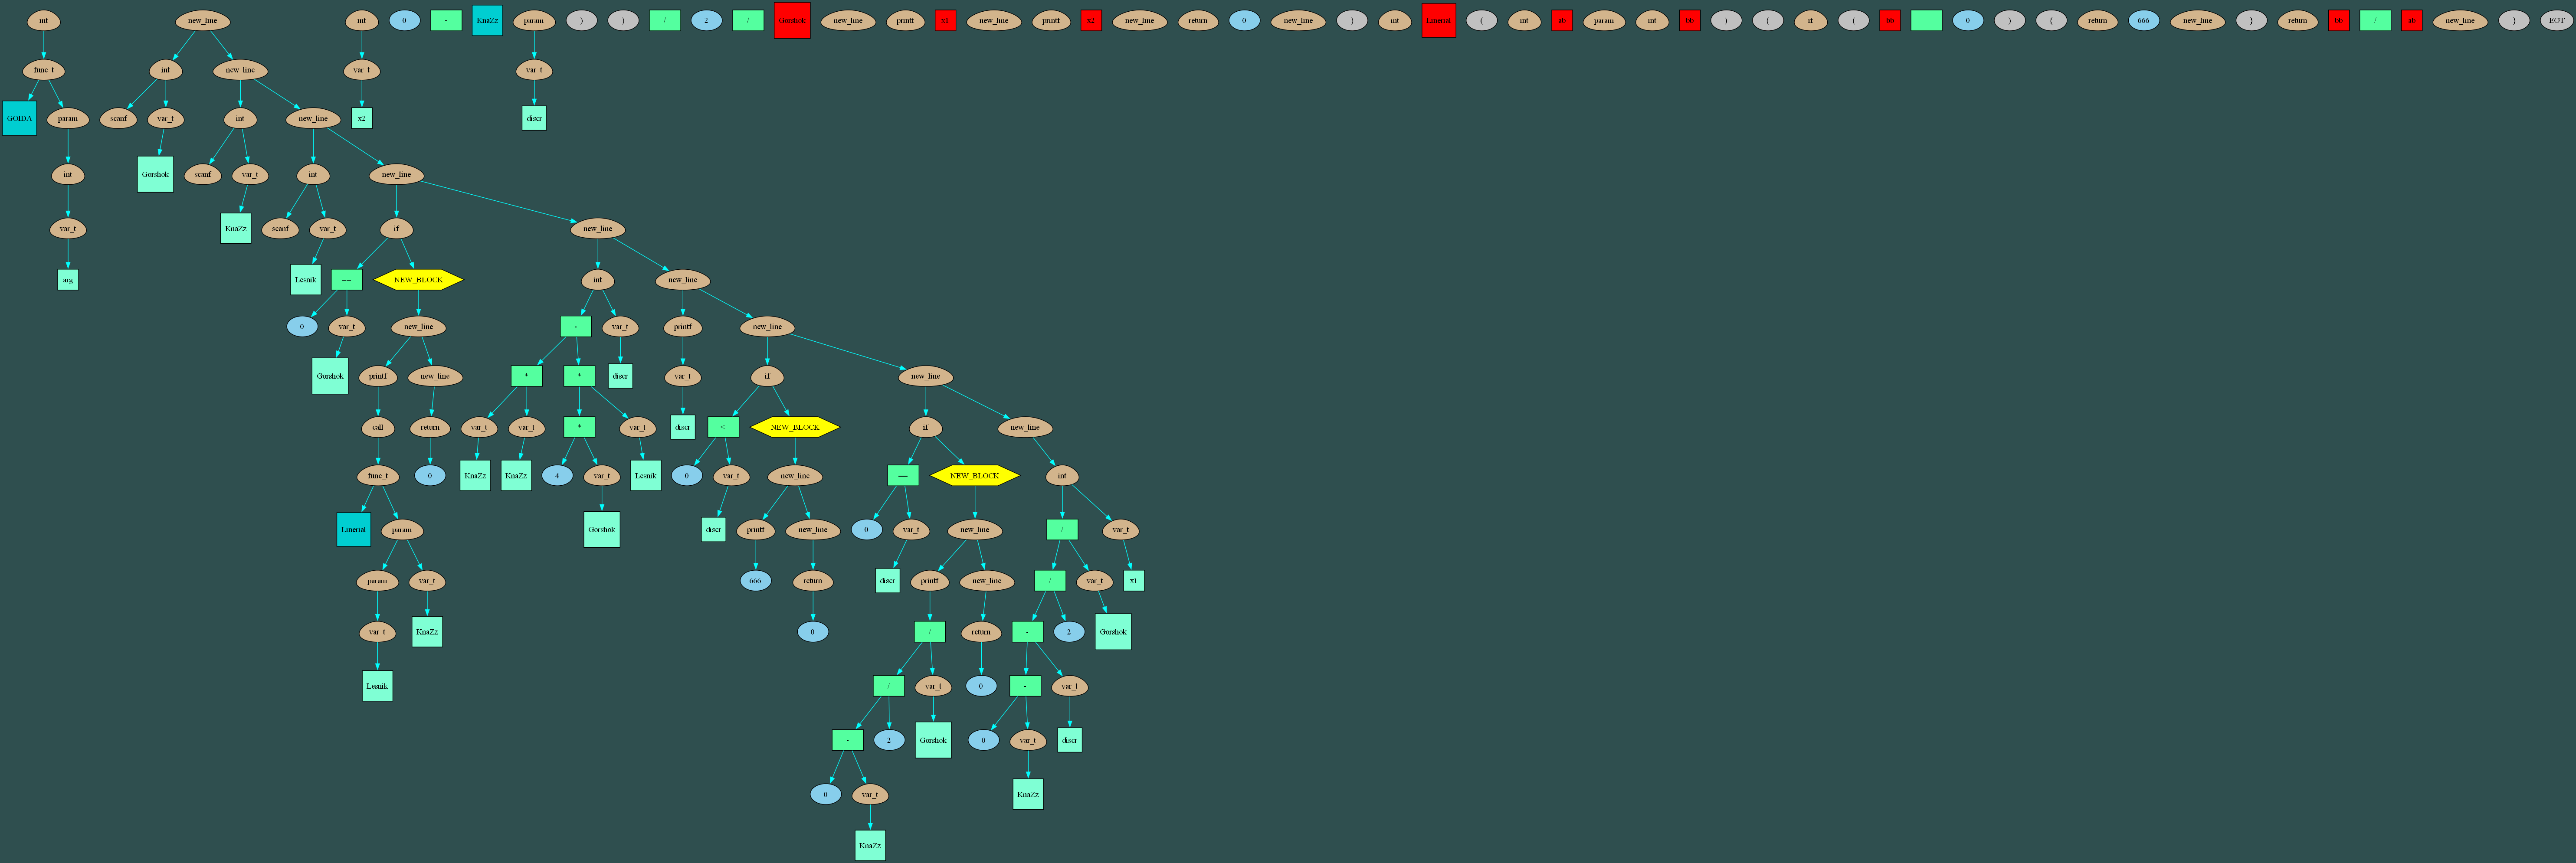 int new_line int 0 - KnaZz param ) ) / 2 / Gorshok new_line printf x1 new_line printf x2 new_line return 0 new_line } int Linerial ( int ab param int bb ) { if ( bb == 0 ) { return 666 new_line } return bb / ab new_line } EOT
func_t int new_line var_t var_t
GOIDA param scanf var_t int new_line x2 discr
int Gorshok scanf var_t int new_line
var_t KnaZz scanf var_t if new_line
arg Lesnik == NEW_BLOCK int new_line
0 var_t new_line - var_t printf new_line
Gorshok printf new_line * * discr var_t if new_line
call return var_t var_t * var_t discr < NEW_BLOCK if new_line
func_t 0 KnaZz KnaZz 4 var_t Lesnik 0 var_t new_line == NEW_BLOCK int
Linerial param Gorshok discr printf new_line 0 var_t new_line / var_t
param var_t 666 return discr printf new_line / var_t x1
var_t KnaZz 0 / return - 2 Gorshok
Lesnik / var_t 0 - var_t
- 2 Gorshok 0 var_t discr
0 var_t KnaZz
KnaZz